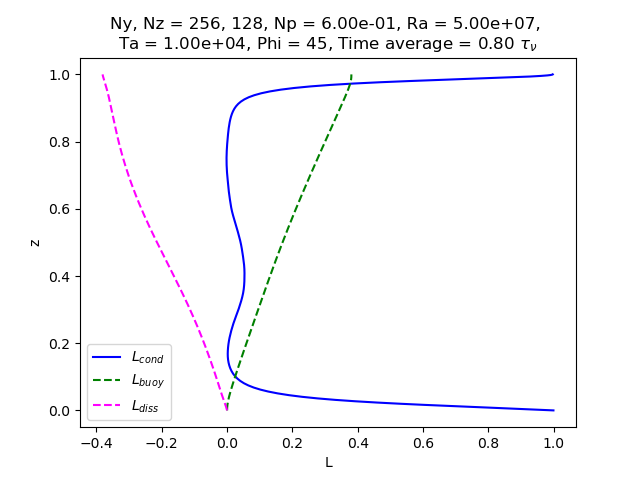 Ny, Nz = 256, 128, Np = 6.00e-01, Ra = 5.00e+07,
Ta = 1.00e+04, Phi = 45, Time average = 0.80 τ_ν
1.0
0.8
0.6
z
0.4
0.2
0.0
L_cond
L_buoy
L_diss
−0.4 −0.2 0.0 0.2 0.4 0.6 0.8 1.0
L